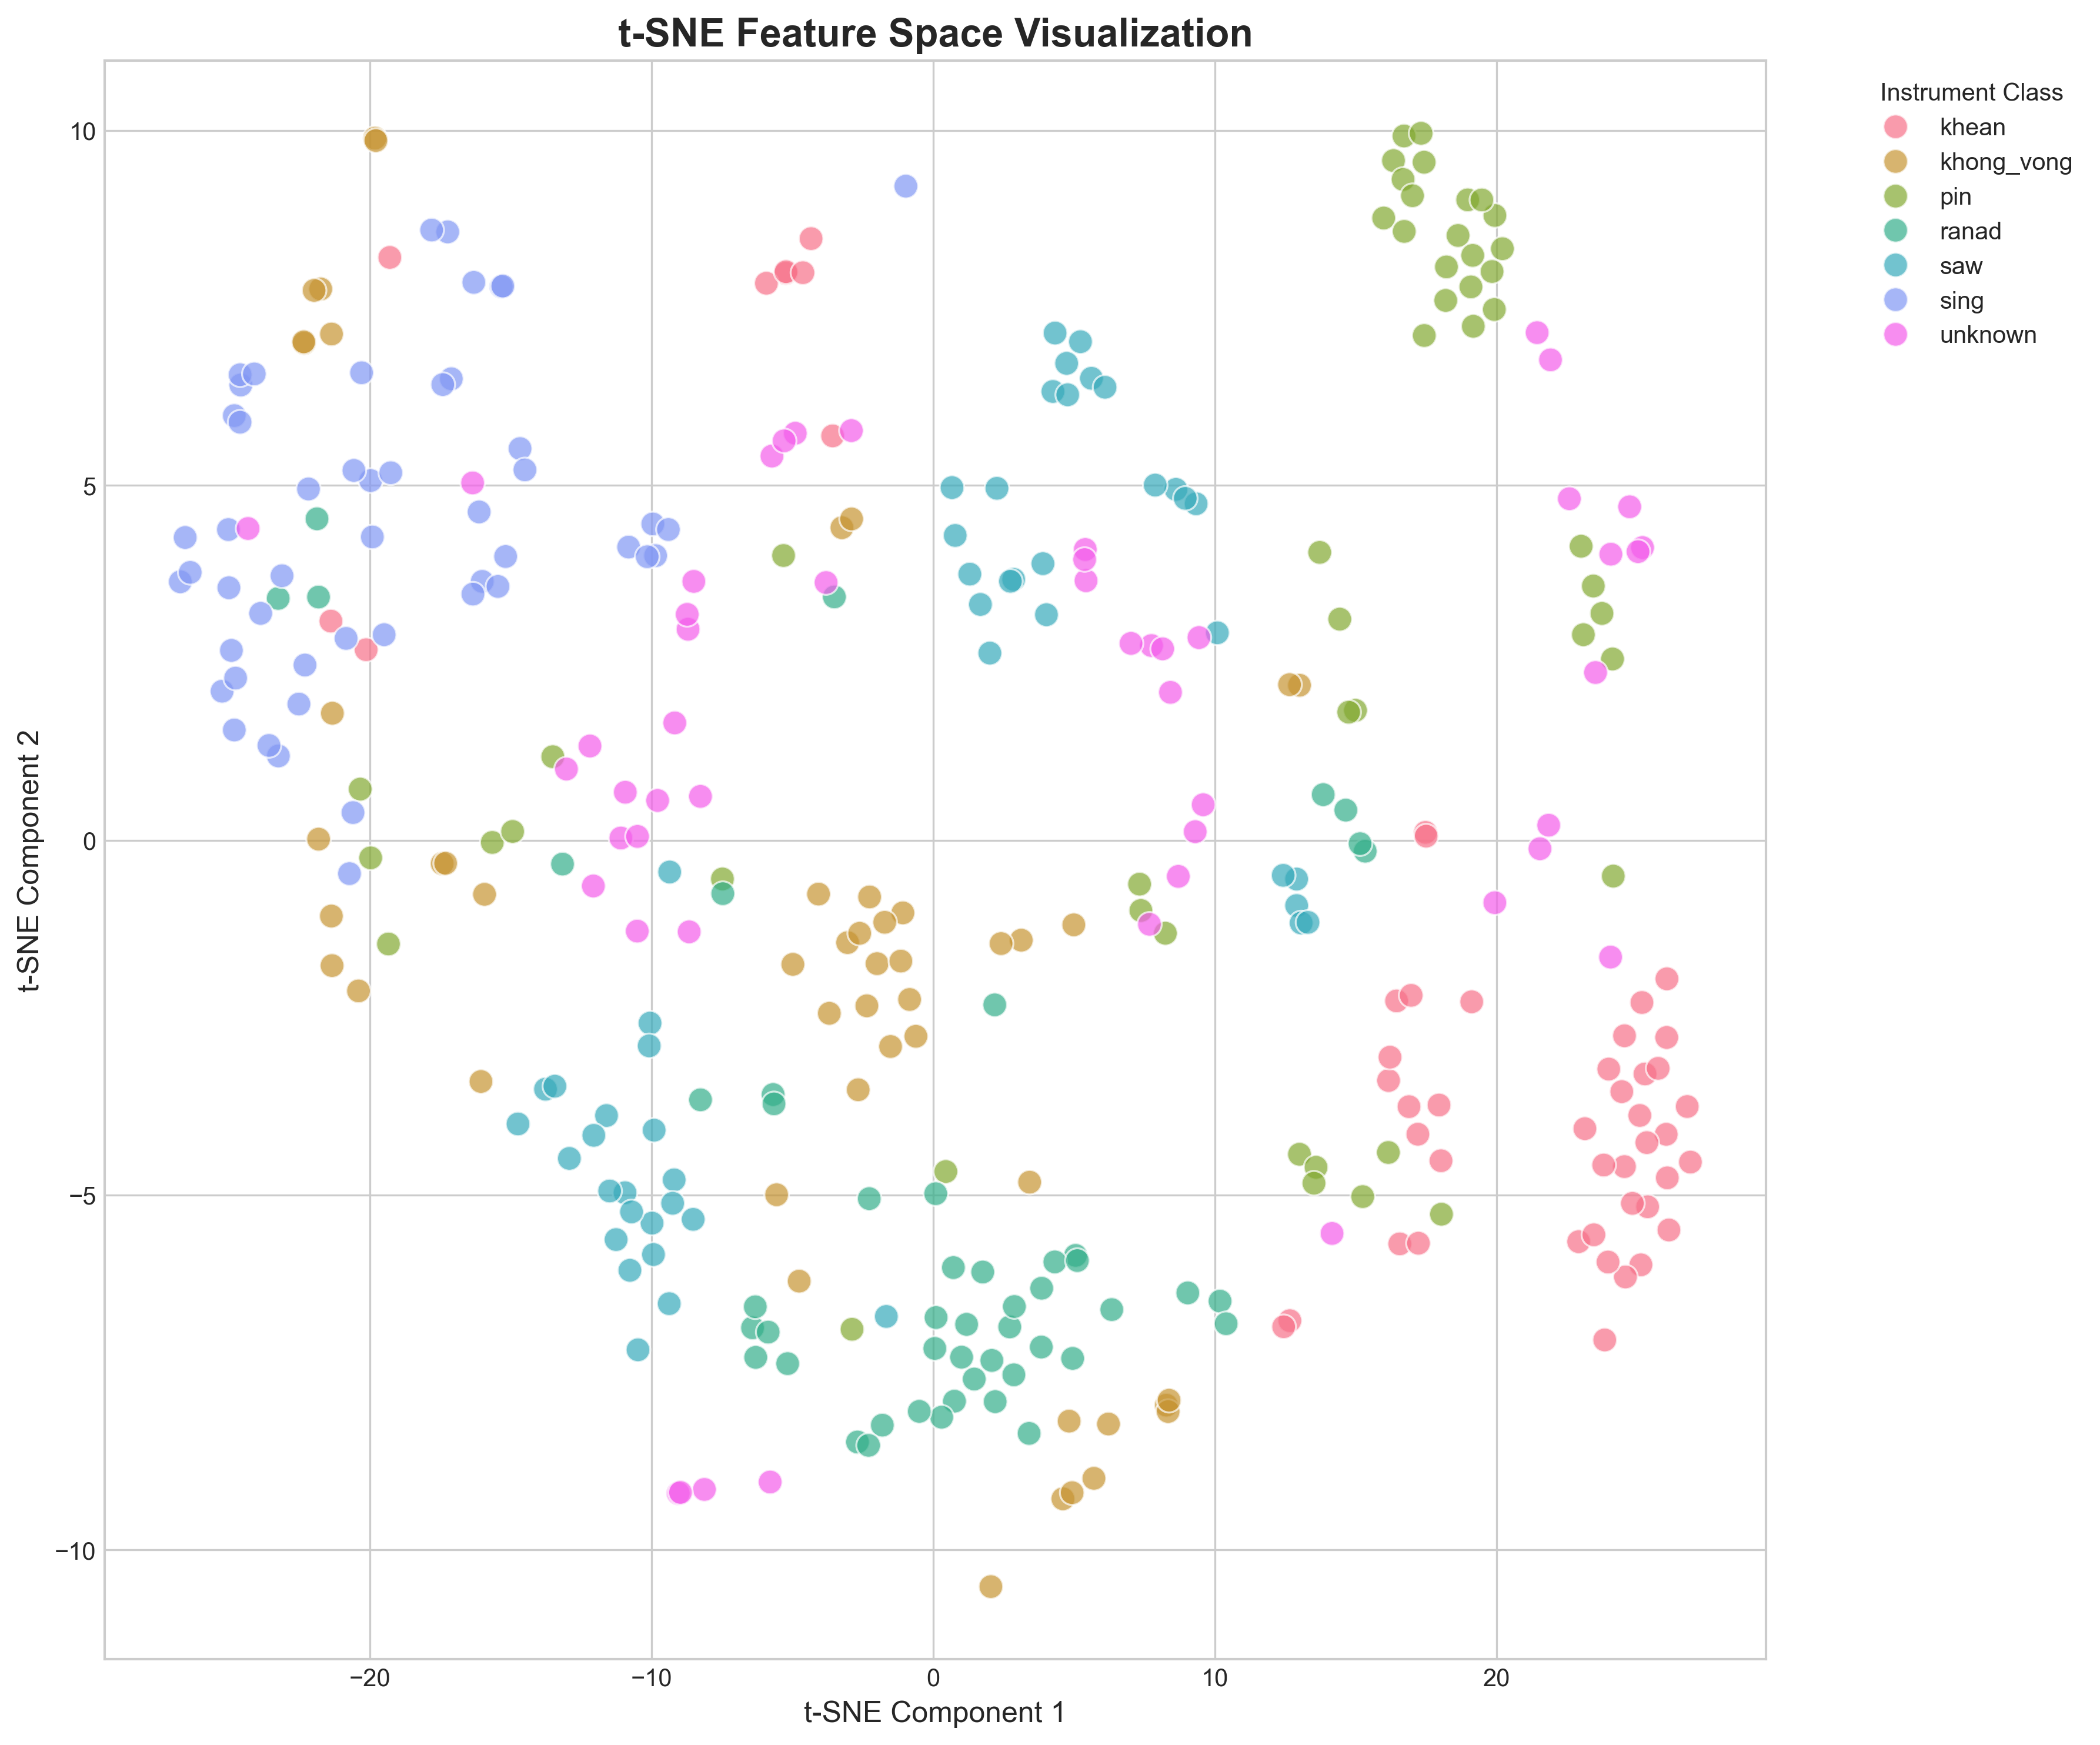 t-SNE Feature Space Visualization
Instrument Class
khean
khong_vong
pin
ranad
saw
sing
unknown
t-SNE Component 2
10
5
0
−5
−10
−20
−10
0
10
20
t-SNE Component 1